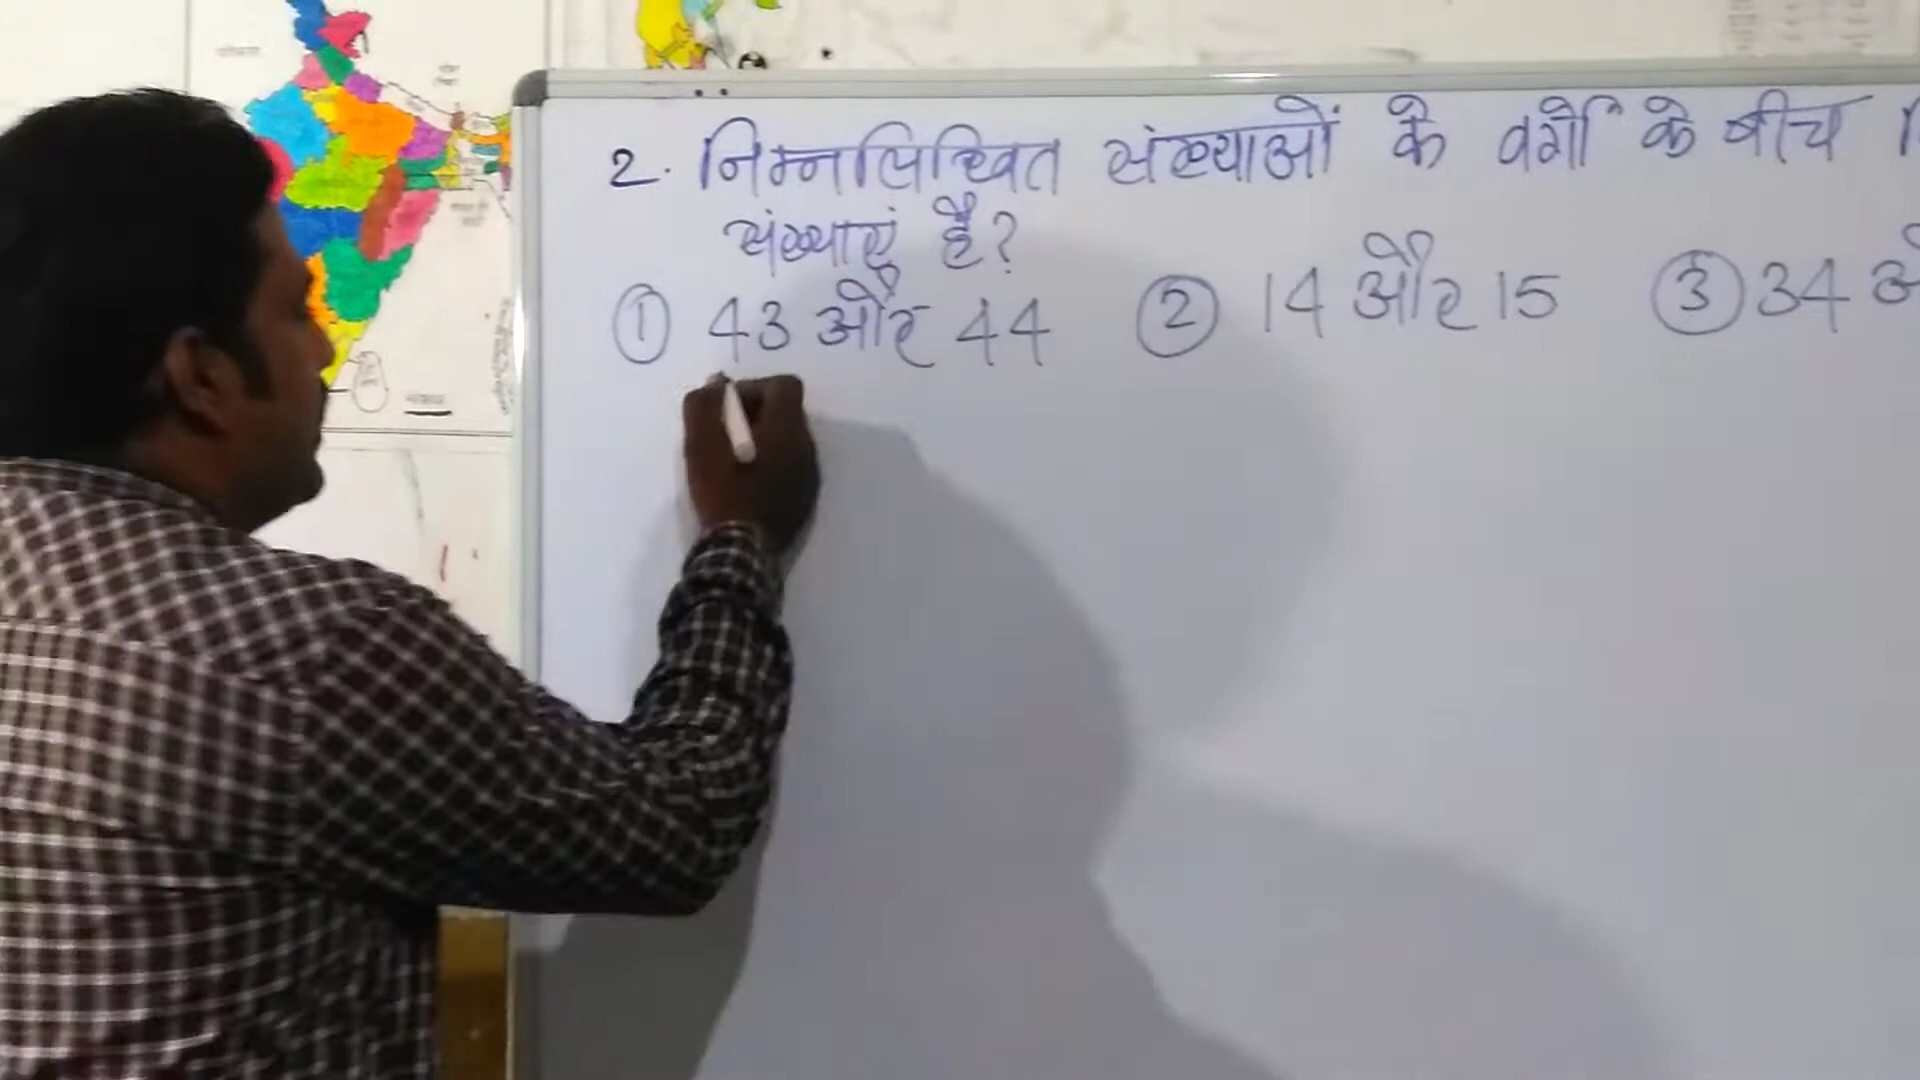 2. निम्नलिखित संख्याओं के वर्गों के बीच
संख्याएं है?
① 43 और 44 ② 14 और 15 ③ 34